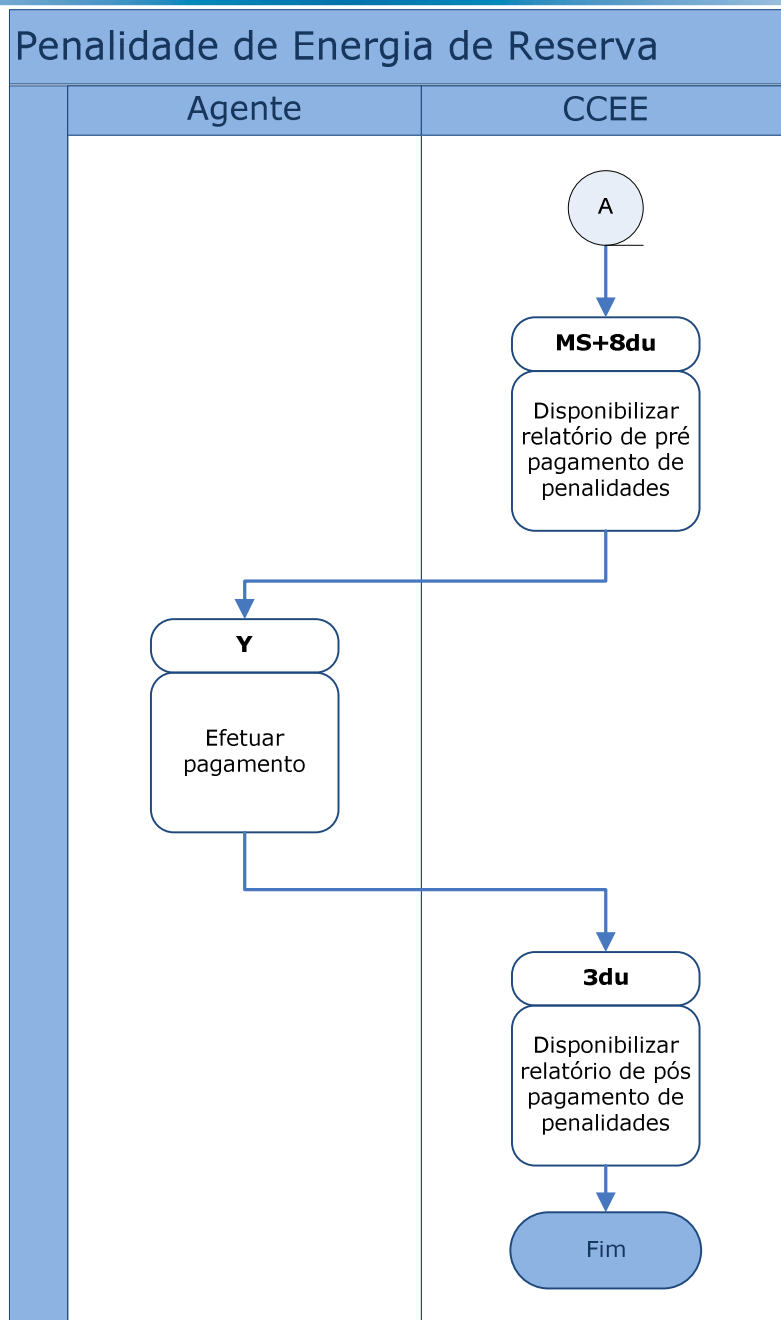 Penalidade de Energia de Reserva
Agente
CCEE
A
MS+8du
Disponibilizar
relatório de pré
pagamento de
penalidades
Y
Efetuar
pagamento
3du
Disponibilizar
relatório de pós
pagamento de
penalidades
Fim